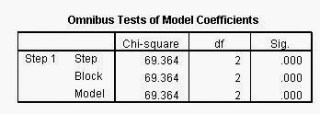 Omnibus Tests of Model Coefficients
Chi-square df Sig.
Step 1 Step 69.364 2 .000
Block 69.364 2 .000
Model 69.364 2 .000